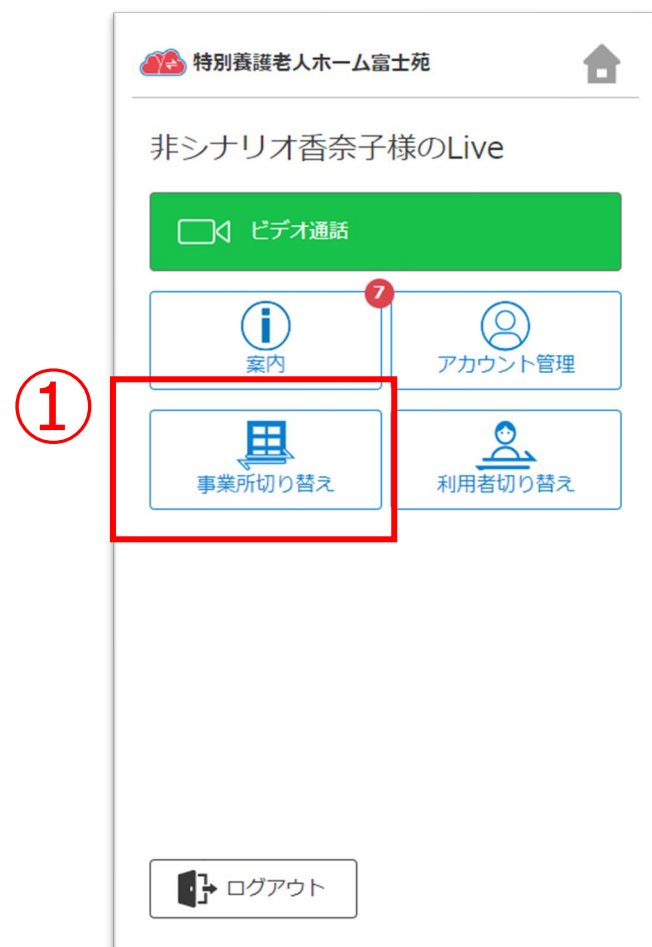 特別養護老人ホーム富士苑
非シナリオ香奈子様のLive
ビデオ通話
7
案内
アカウント管理
①
事業所切り替え
利用者切り替え
ログアウト